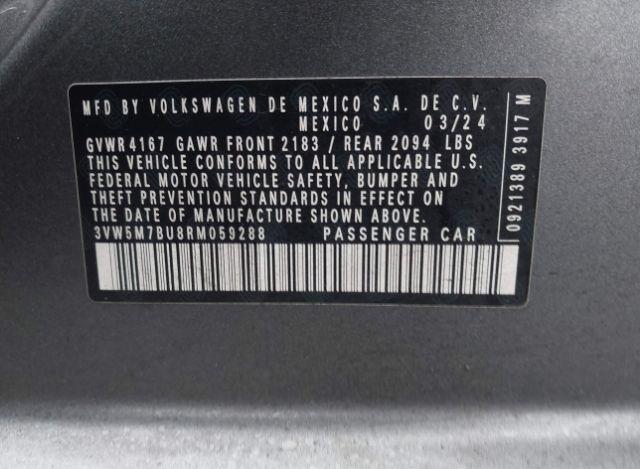 MFD BY VOLKSWAGEN DE MEXICO S.A. DE C.V.
MEXICO 03/24
GVWR 4167 GAWR FRONT 2183 / REAR 2094 LBS
THIS VEHICLE CONFORMS TO ALL APPLICABLE U.S.
FEDERAL MOTOR VEHICLE SAFETY, BUMPER AND
THEFT PREVENTION STANDARDS IN EFFECT ON
THE DATE OF MANUFACTURE SHOWN ABOVE.
3VW5M7BU8RM059288 PASSENGER CAR
0921389 3917 M